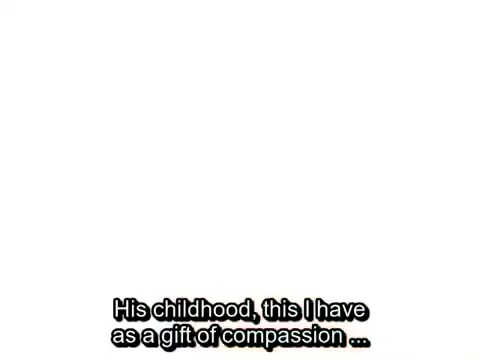 His childhood, this I have
as a gift of compassion ...